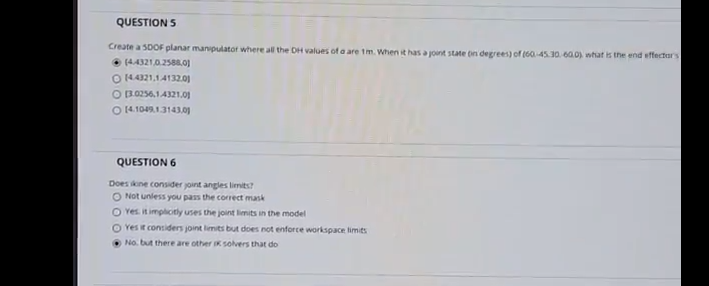 QUESTION 5
Create a 5DOF planar manipulator where all the DH values of a are 1m. When it has a joint state (in degrees) of [60,-45,30,-60,0]. what is the end effector's
[4.4321,0.2588,0]
[4.4321,1.4132,0]
[3.0256,1.4321,0]
[4.1049,1.3143,0]
QUESTION 6
Does ikine consider joint angles limits?
Not unless you pass the correct mask
Yes. it implicitly uses the joint limits in the model
Yes it considers joint limits but does not enforce workspace limits
No. but there are other IK solvers that do